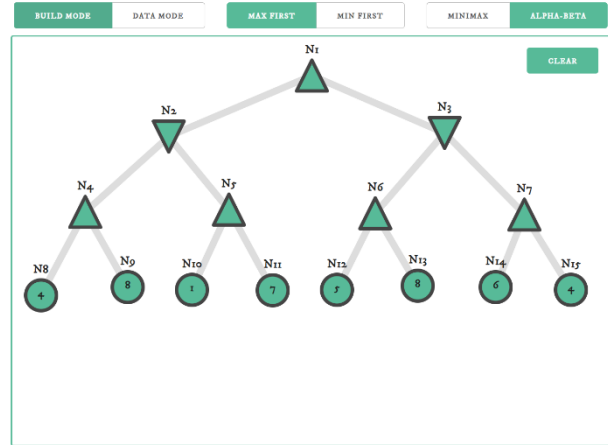 BUILD MODE DATA MODE MAX FIRST MIN FIRST MINIMAX ALPHA-BETA
CLEAR
N1
N2 N3
N4 N5 N6 N7
N8 N9 N10 N11 N12 N13 N14 N15
4 8 1 7 5 8 6 4